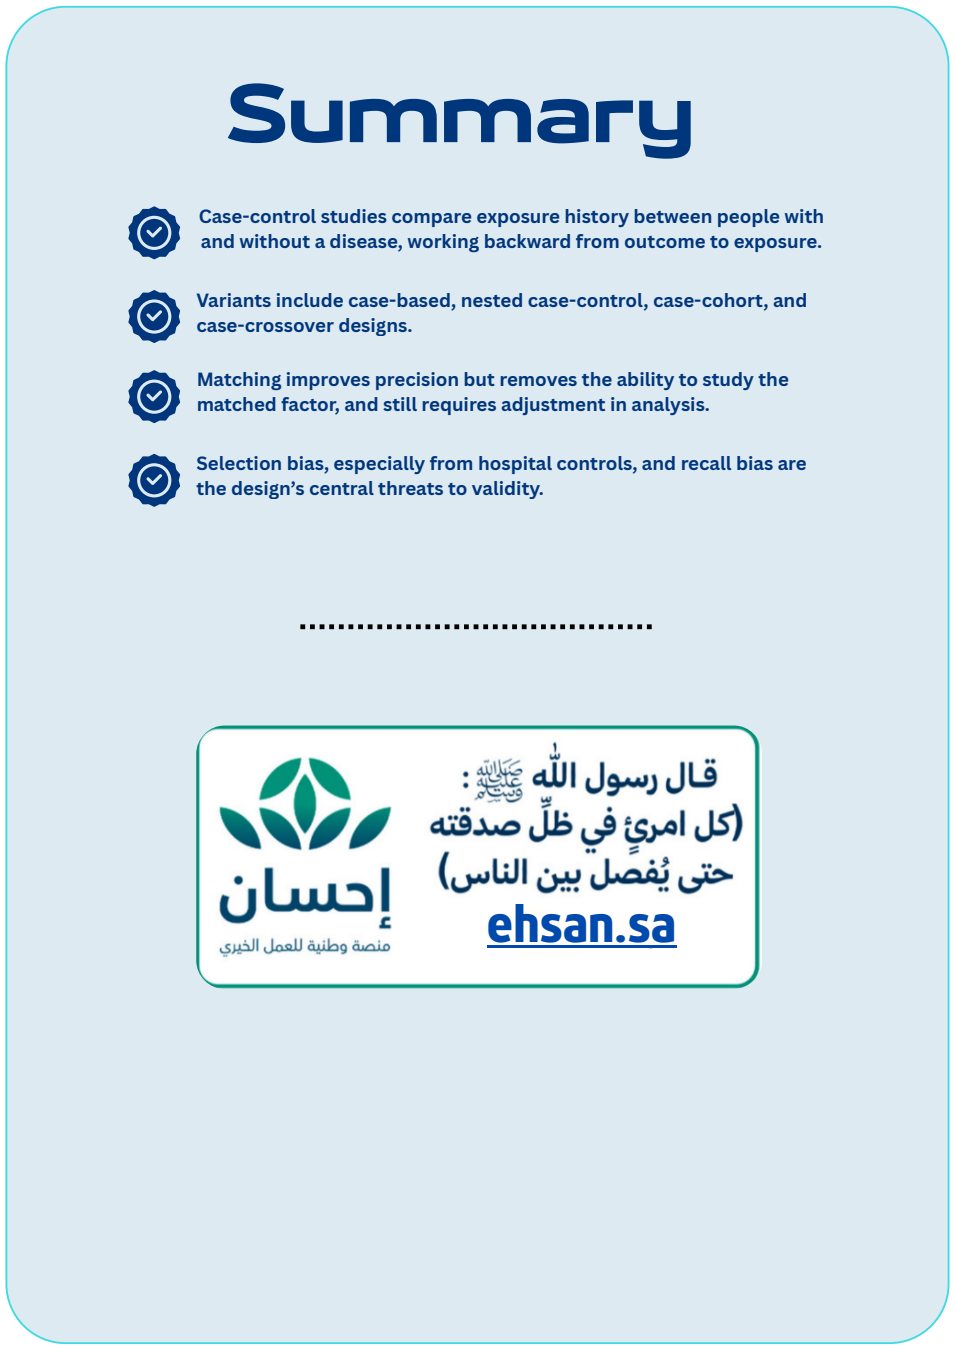 Summary
Case-control studies compare exposure history between people with
and without a disease, working backward from outcome to exposure.
Variants include case-based, nested case-control, case-cohort, and
case-crossover designs.
Matching improves precision but removes the ability to study the
matched factor, and still requires adjustment in analysis.
Selection bias, especially from hospital controls, and recall bias are
the design’s central threats to validity.
....................................
قال رسول الله ﷺ :
(كل امرئٍ في ظلِّ صدقته
حتى يُفصل بين الناس)
ehsan.sa
إحسان
منصة وطنية للعمل الخيري